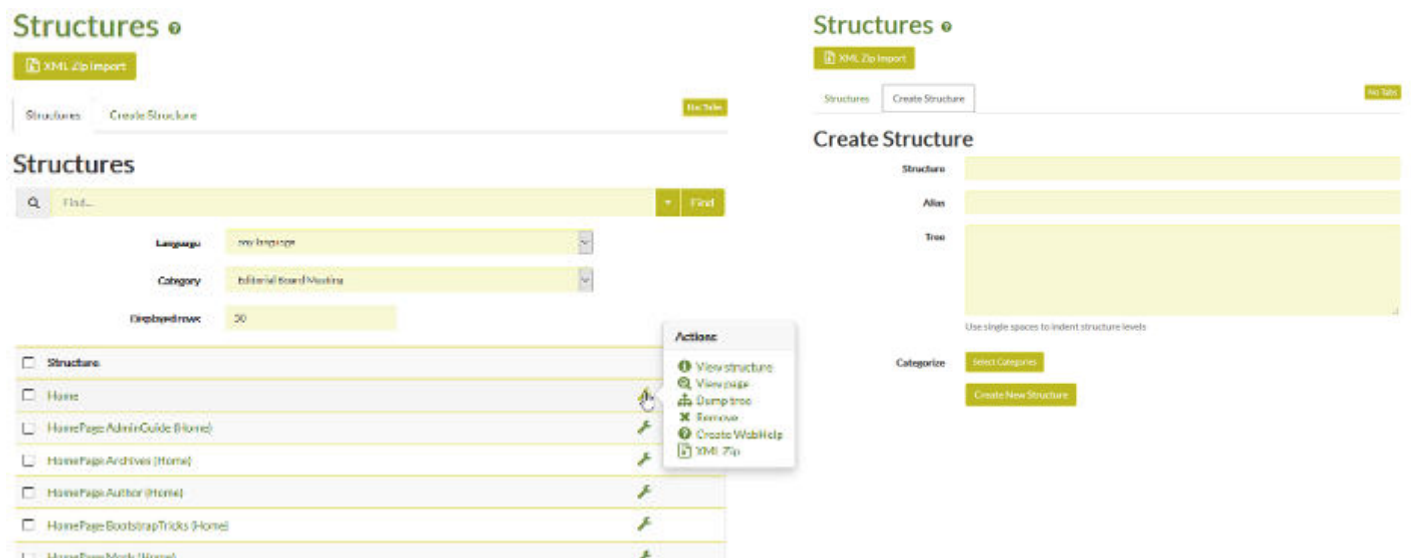 Structures
XML Zip Import
Structures Create Structure No Tabs
Structures
Find... Find
Language any language
Category Editorial Board Meeting
Displayed rows 50
Structure
Home
HomePage AdminGuide (Home)
HomePage Archives (Home)
HomePage Author (Home)
HomePage BootstrapTricks (Home)
Actions
View structure
View page
Dump tree
Remove
Create WebHelp
XML Zip
Structures
XML Zip Import
Structures Create Structure No Tabs
Create Structure
Structure
Alias
Tree
Use single spaces to indent structure levels
Categorize Select Categories
Create New Structure